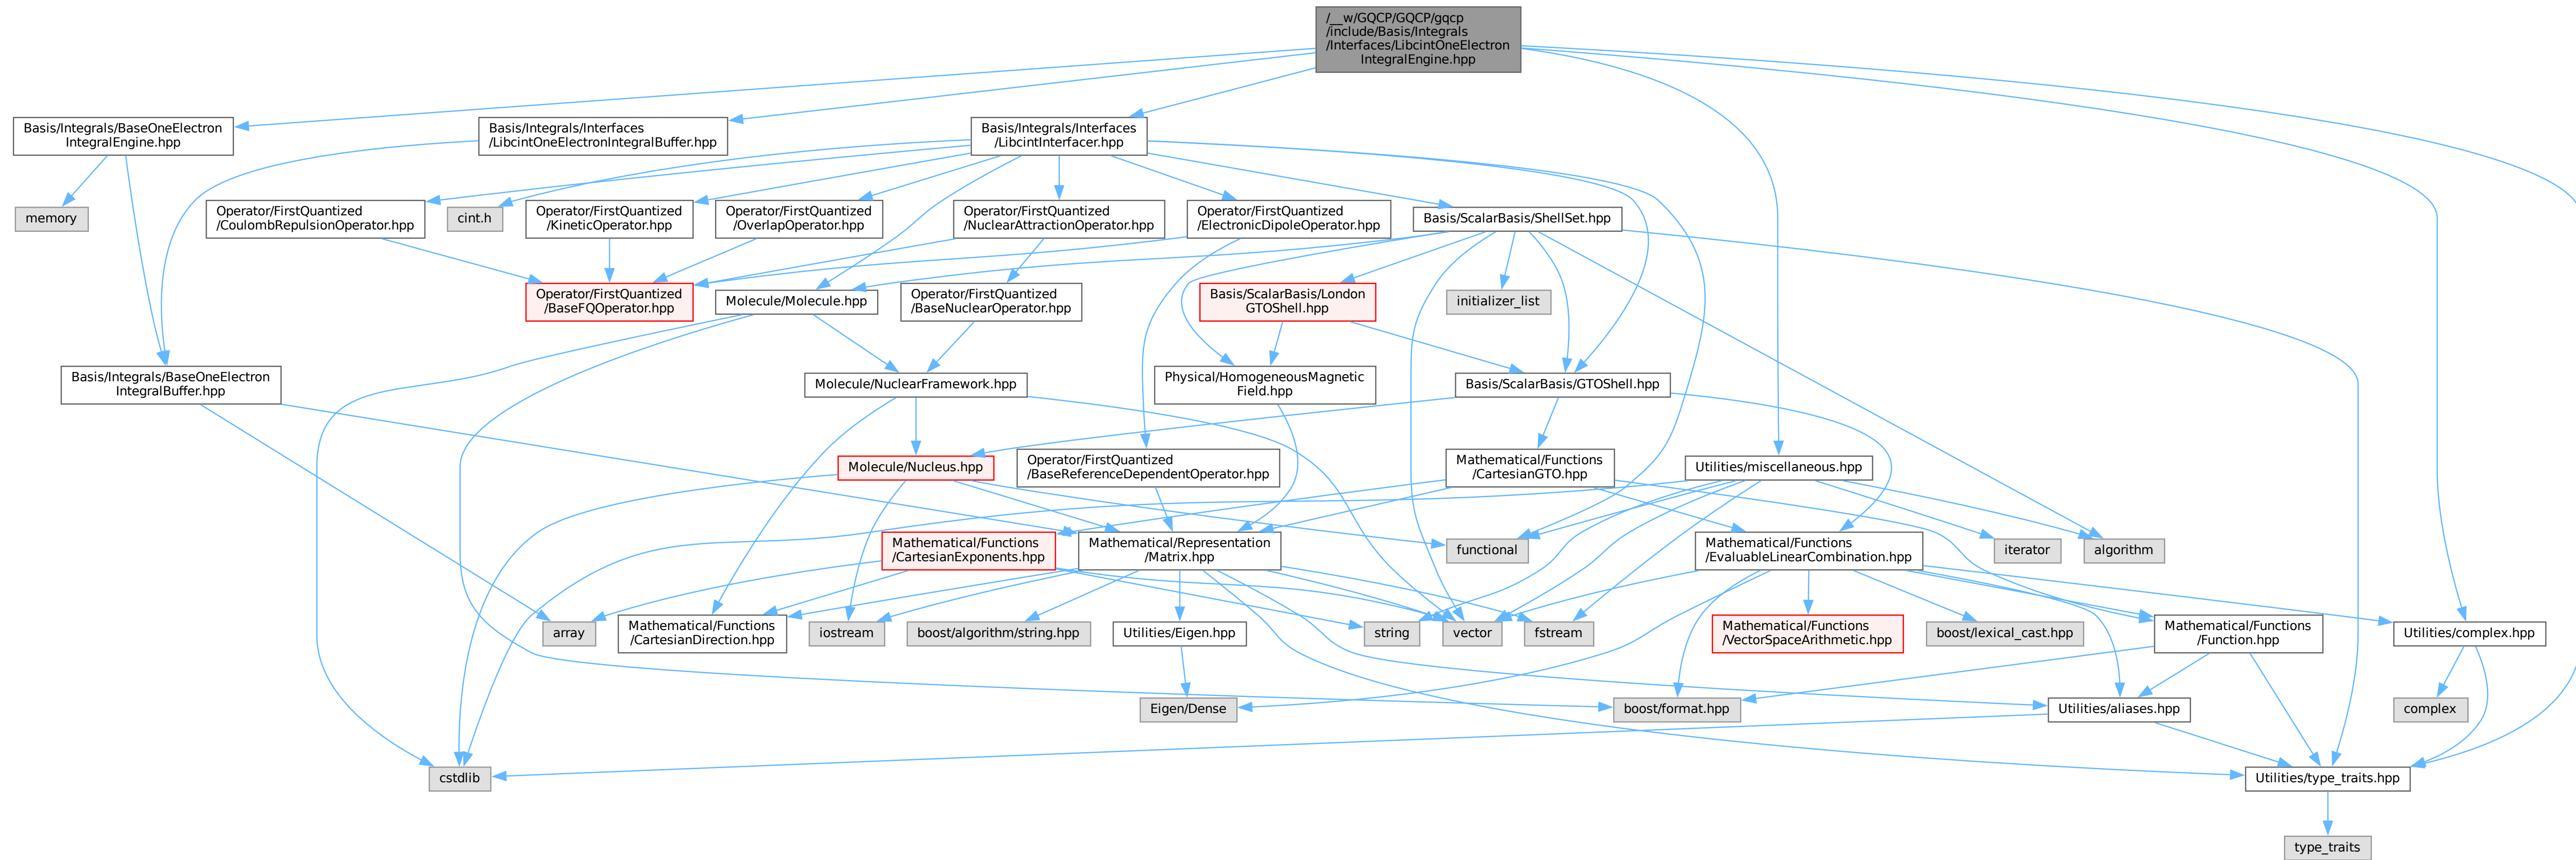 /__w/GQCP/GQCP/gqcp
/include/Basis/Integrals
/Interfaces/LibcintOneElectron
IntegralEngine.hpp
Basis/Integrals/BaseOneElectron
IntegralEngine.hpp
Basis/Integrals/Interfaces
/LibcintOneElectronIntegralBuffer.hpp
Basis/Integrals/Interfaces
/LibcintInterfacer.hpp
memory
Operator/FirstQuantized
/CoulombRepulsionOperator.hpp
cint.h
Operator/FirstQuantized
/KineticOperator.hpp
Operator/FirstQuantized
/OverlapOperator.hpp
Operator/FirstQuantized
/NuclearAttractionOperator.hpp
Operator/FirstQuantized
/ElectronicDipoleOperator.hpp
Basis/ScalarBasis/ShellSet.hpp
Operator/FirstQuantized
/BaseFQOperator.hpp
Molecule/Molecule.hpp
Operator/FirstQuantized
/BaseNuclearOperator.hpp
Basis/ScalarBasis/London
GTOShell.hpp
initializer_list
Basis/Integrals/BaseOneElectron
IntegralBuffer.hpp
Molecule/NuclearFramework.hpp
Physical/HomogeneousMagnetic
Field.hpp
Basis/ScalarBasis/GTOShell.hpp
Molecule/Nucleus.hpp
Operator/FirstQuantized
/BaseReferenceDependentOperator.hpp
Mathematical/Functions
/CartesianGTO.hpp
Utilities/miscellaneous.hpp
Mathematical/Functions
/CartesianExponents.hpp
Mathematical/Representation
/Matrix.hpp
functional
Mathematical/Functions
/EvaluableLinearCombination.hpp
iterator
algorithm
array
Mathematical/Functions
/CartesianDirection.hpp
iostream
boost/algorithm/string.hpp
Utilities/Eigen.hpp
string
vector
fstream
Mathematical/Functions
/VectorSpaceArithmetic.hpp
boost/lexical_cast.hpp
Mathematical/Functions
/Function.hpp
Utilities/complex.hpp
Eigen/Dense
boost/format.hpp
Utilities/aliases.hpp
complex
cstdlib
Utilities/type_traits.hpp
type_traits